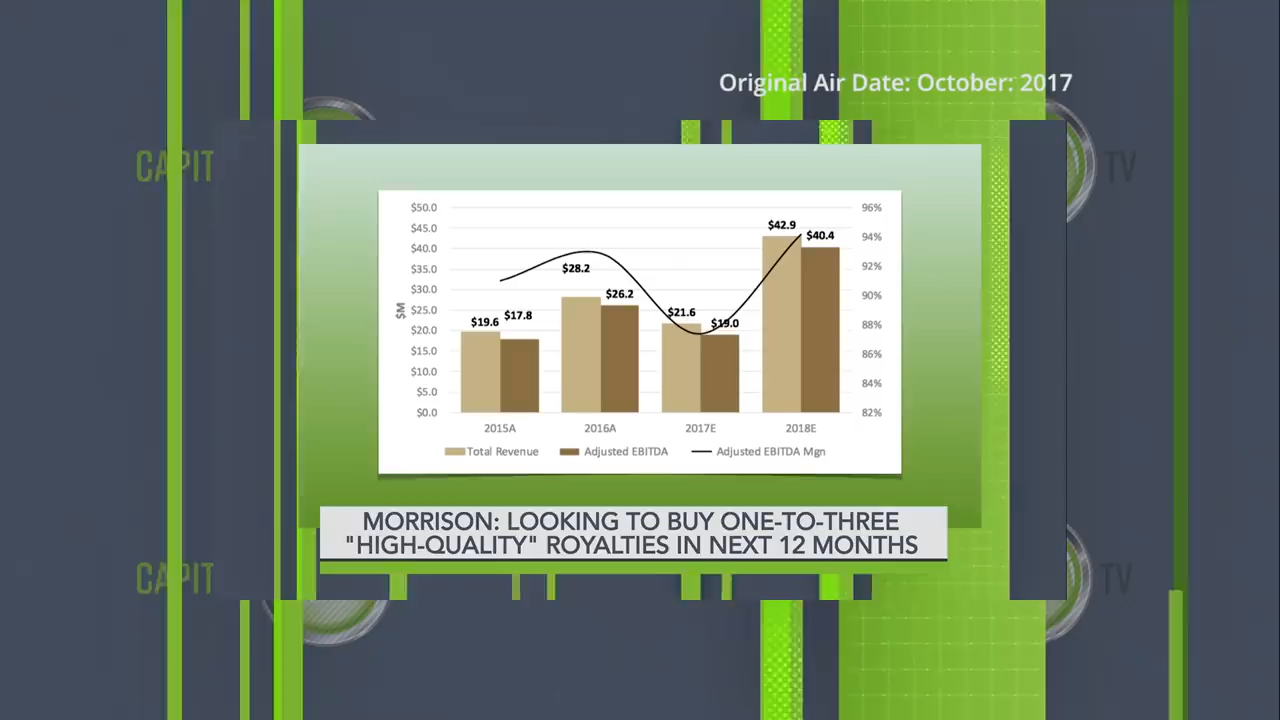 Original Air Date: October: 2017
CAPIT
TV
$50.0
$45.0
$40.0
$35.0
$30.0
$25.0
$20.0
$15.0
$10.0
$5.0
$0.0
$M
96%
94%
92%
90%
88%
86%
84%
82%
$19.6
$17.8
$28.2
$26.2
$21.6
$19.0
$42.9
$40.4
2015A
2016A
2017E
2018E
Total Revenue
Adjusted EBITDA
Adjusted EBITDA Mgn
MORRISON: LOOKING TO BUY ONE-TO-THREE
"HIGH-QUALITY" ROYALTIES IN NEXT 12 MONTHS
CAPIT
TV